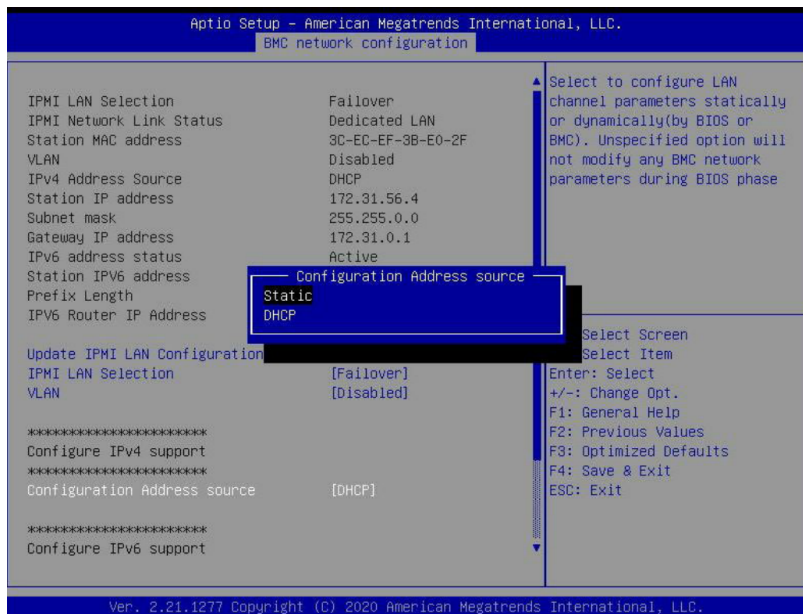 Aptio Setup – American Megatrends International, LLC.
BMC network configuration
IPMI LAN Selection Failover
IPMI Network Link Status Dedicated LAN
Station MAC address 3C-EC-EF-3B-E0-2F
VLAN Disabled
IPv4 Address Source DHCP
Station IP address 172.31.56.4
Subnet mask 255.255.0.0
Gateway IP address 172.31.0.1
IPv6 address status Active
Station IPV6 address
Prefix Length
IPV6 Router IP Address
Configuration Address source
Static
DHCP
Update IPMI LAN Configuration
IPMI LAN Selection [Failover]
VLAN [Disabled]
***********************
Configure IPv4 support
***********************
Configuration Address source [DHCP]
***********************
Configure IPv6 support
Select to configure LAN
channel parameters statically
or dynamically(by BIOS or
BMC). Unspecified option will
not modify any BMC network
parameters during BIOS phase
Select Screen
Select Item
Enter: Select
+/-: Change Opt.
F1: General Help
F2: Previous Values
F3: Optimized Defaults
F4: Save & Exit
ESC: Exit
Ver. 2.21.1277 Copyright (C) 2020 American Megatrends International, LLC.